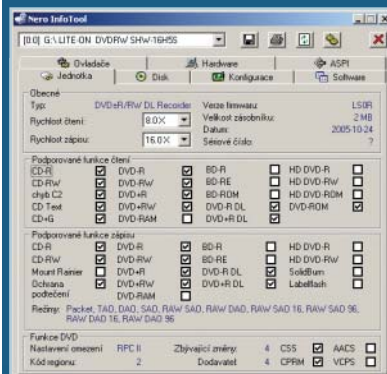 Nero InfoTool
[0:0] G:\ LITE-ON DVDRW SHW-16H5S
Ovladače Hardware ASPI
Jednotka Disk Konfigurace Software
Obecné
Typ: DVD±R/RW DL Recorder Verze firmwaru: LS0R
Rychlost čtení: 8.0X Velikost zásobníku: 2 MB
Datum: 2005-10-24
Rychlost zápisu: 16.0X Sériové číslo: ?
Podporované funkce čtení
CD-R DVD-R BD-R HD DVD-R
CD-RW DVD-RW BD-RE HD DVD-RW
chyb C2 DVD+R BD-ROM HD DVD-ROM
CD Text DVD+RW DVD-R DL DVD-ROM
CD+G DVD-RAM DVD+R DL
Podporované funkce zápisu
CD-R DVD-R BD-R HD DVD-R
CD-RW DVD-RW BD-RE HD DVD-RW
Mount Rainier DVD+R DVD-R DL SolidBurn
Ochrana podtečení DVD+RW DVD+R DL Labelflash
DVD-RAM
Režimy: Packet, TAO, DAO, SAO, RAW SAO, RAW DAO, RAW SAO 16, RAW SAO 96,
RAW DAO 16, RAW DAO 96
Funkce DVD
Nastavení omezení RPC II Zbývající změny: 4 CSS AACS
Kód regionu: 2 Dodavatel 4 CPRM VCPS